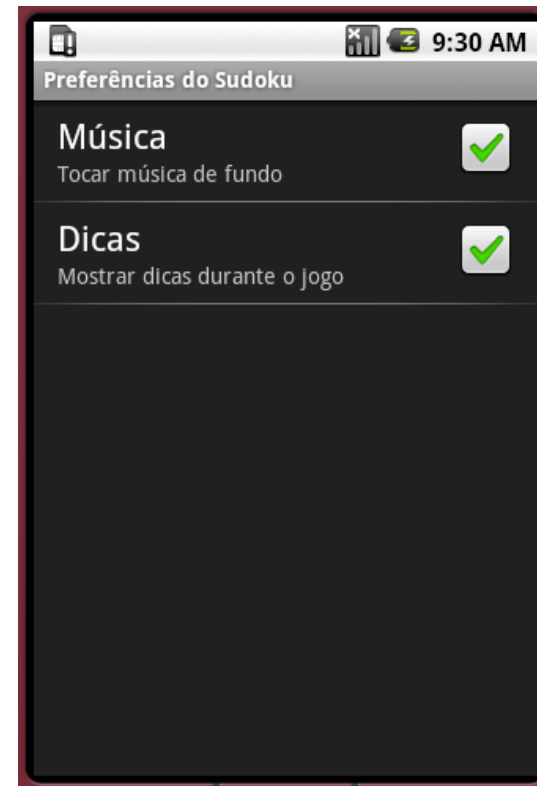 9:30 AM
Preferências do Sudoku
Música
Tocar música de fundo
Dicas
Mostrar dicas durante o jogo